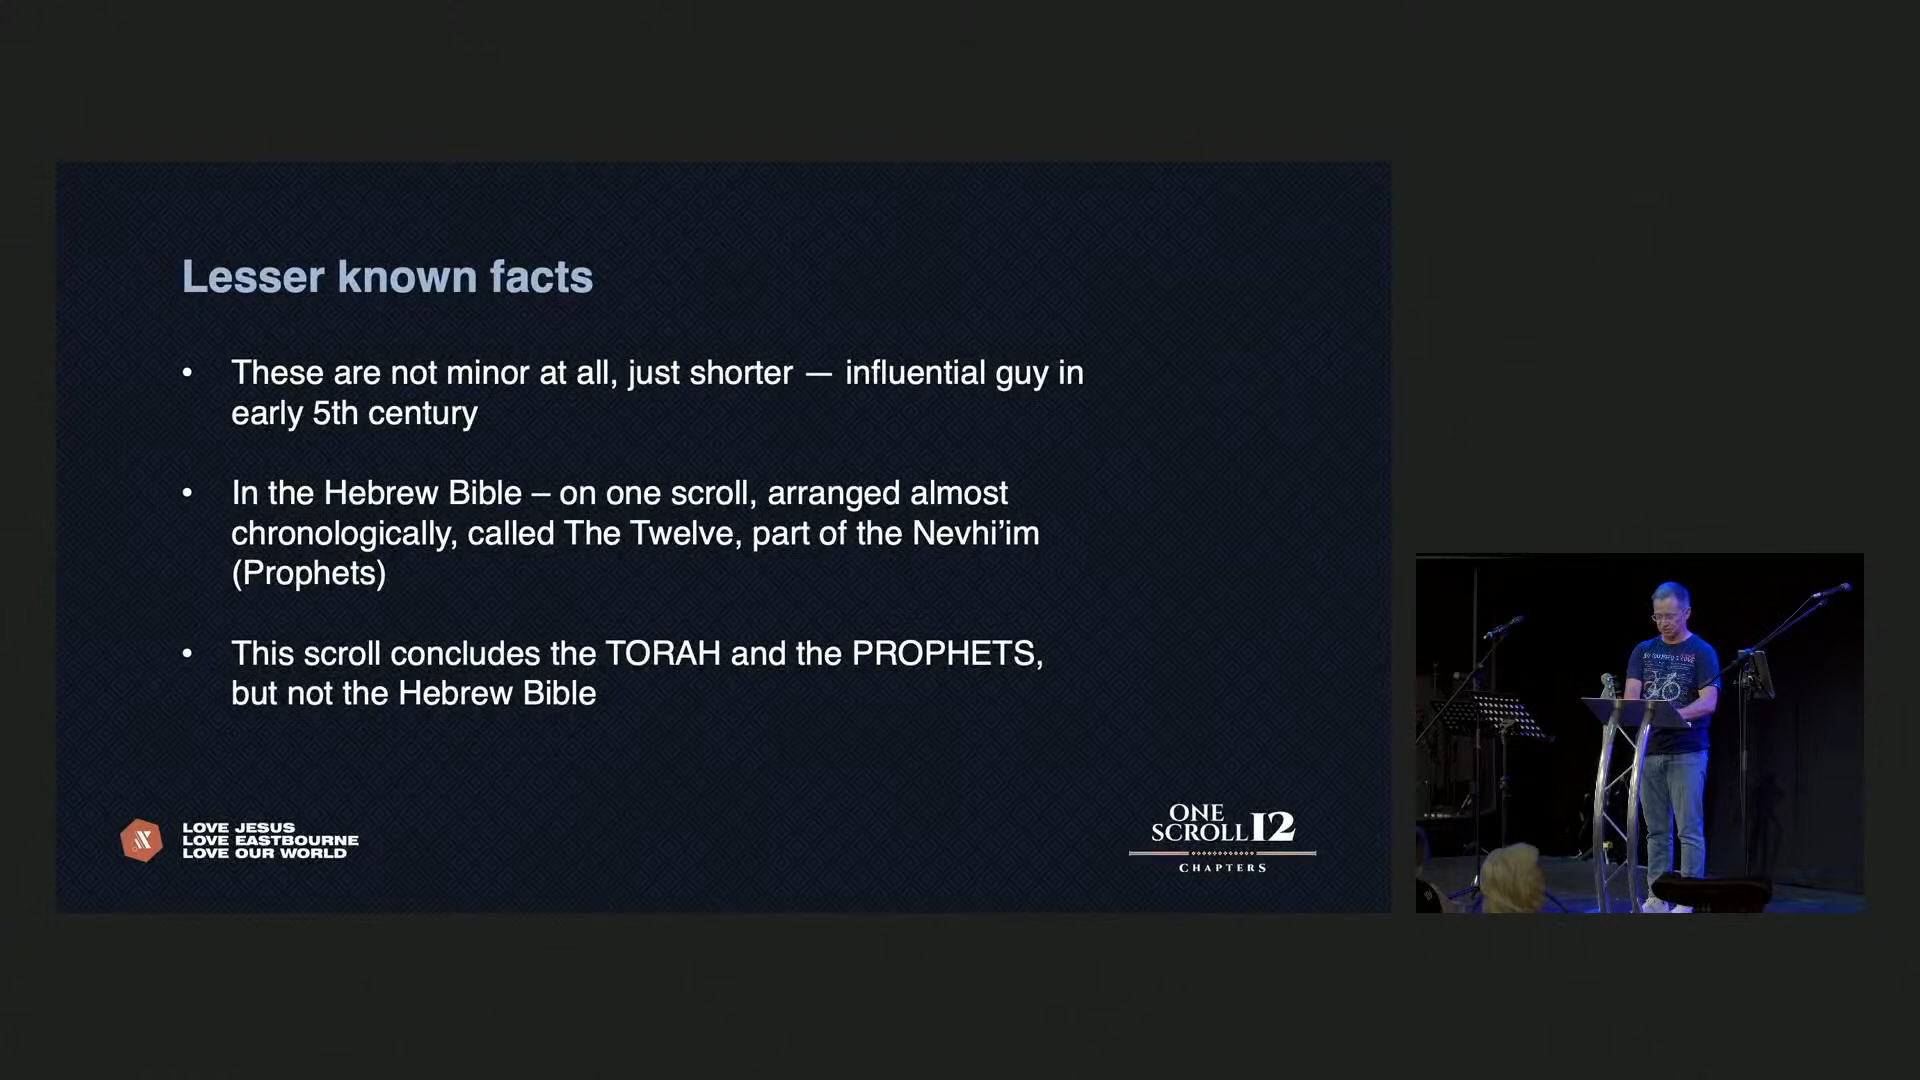 Lesser known facts
• These are not minor at all, just shorter — influential guy in
early 5th century
• In the Hebrew Bible – on one scroll, arranged almost
chronologically, called The Twelve, part of the Nevhi’im
(Prophets)
• This scroll concludes the TORAH and the PROPHETS,
but not the Hebrew Bible
LOVE JESUS
LOVE EASTBOURNE
LOVE OUR WORLD
ONE
SCROLL 12
CHAPTERS